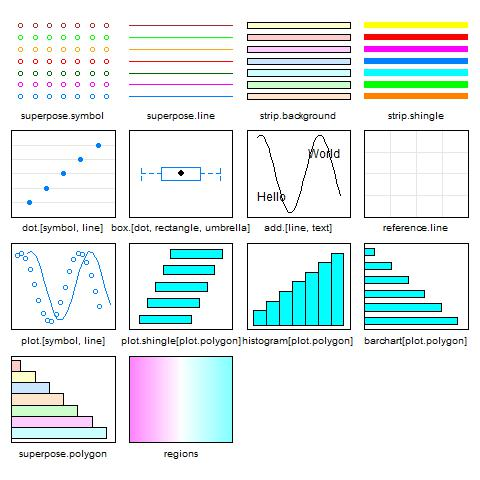 superpose.symbol
superpose.line
strip.background
strip.shingle
World
Hello
dot.[symbol, line]
box.[dot, rectangle, umbrella]
add.[line, text]
reference.line
plot.[symbol, line]
plot.shingle[plot.polygon]
histogram[plot.polygon]
barchart[plot.polygon]
superpose.polygon
regions